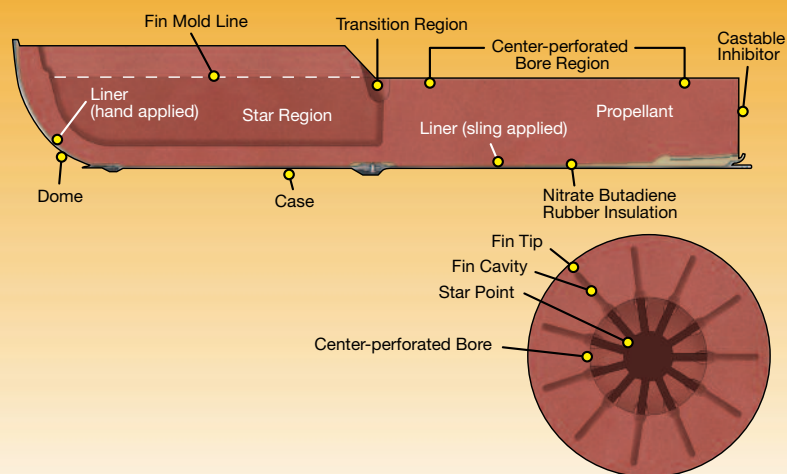 Fin Mold Line
Transition Region
Center-perforated
Bore Region
Castable
Inhibitor
Liner
(hand applied)
Star Region
Liner (sling applied)
Propellant
Dome
Case
Nitrate Butadiene
Rubber Insulation
Fin Tip
Fin Cavity
Star Point
Center-perforated Bore